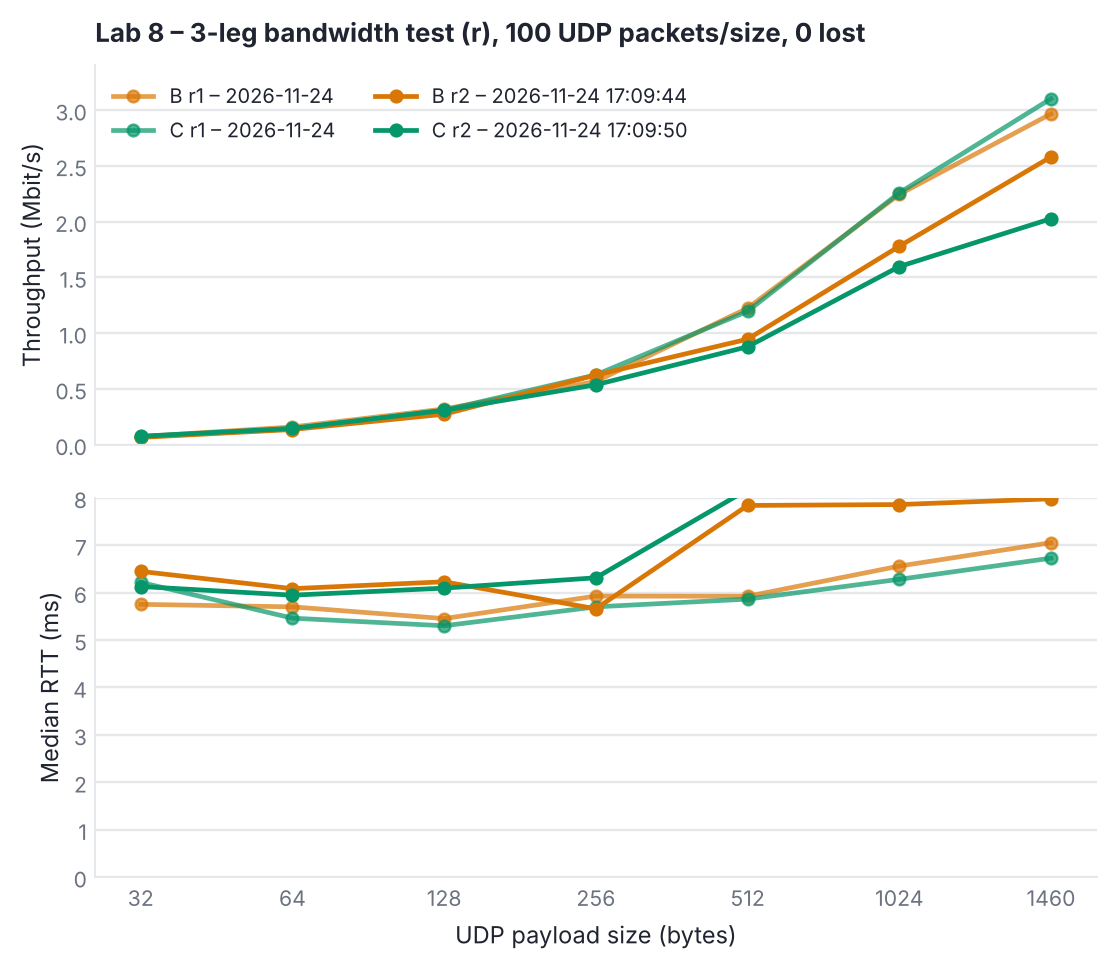 Lab 8 – 3-leg bandwidth test (r), 100 UDP packets/size, 0 lost
B r1 – 2026-11-24
B r2 – 2026-11-24 17:09:44
C r1 – 2026-11-24
C r2 – 2026-11-24 17:09:50
Throughput (Mbit/s)
3.0
2.5
2.0
1.5
1.0
0.5
0.0
Median RTT (ms)
8
7
6
5
4
3
2
1
0
32 64 128 256 512 1024 1460
UDP payload size (bytes)